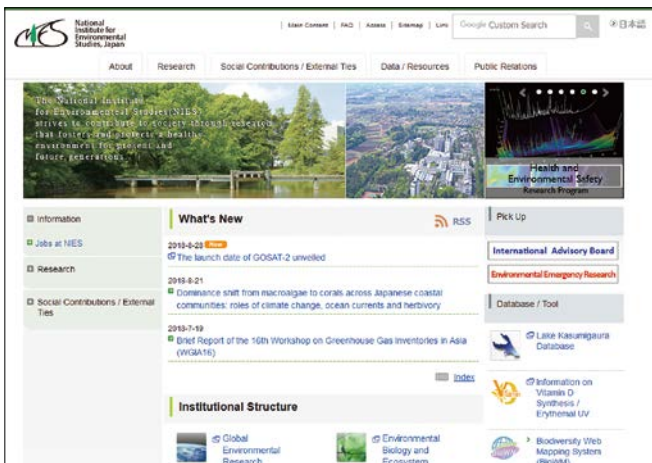 NIES
National
Institute for
Environmental
Studies, Japan
Main Content | FAQ | Access | Sitemap | Link
Google Custom Search
日本語
About
Research
Social Contributions / External Ties
Data / Resources
Public Relations
The National Institute
for Environmental Studies(NIES)
strives to contribute to society through research
that fosters and protects a healthy
environment for present and
future generations.
Health and
Environmental Safety
Research Program
Information
Jobs at NIES
Research
Social Contributions / External
Ties
What's New
RSS
2018-8-28 New
The launch date of GOSAT-2 unveiled
2018-8-21
Dominance shift from macroalgae to corals across Japanese coastal
communities: roles of climate change, ocean currents and herbivory
2018-7-19
Brief Report of the 16th Workshop on Greenhouse Gas Inventories in Asia
(WGIA16)
Index
Institutional Structure
Global
Environmental
Research
Environmental
Biology and
Ecosystem
Pick Up
International Advisory Board
Environmental Emergency Research
Database / Tool
Lake Kasumigaura
Database
Information on
Vitamin D
Synthesis /
Erythemal UV
Biodiversity Web
Mapping System
(BioWM)